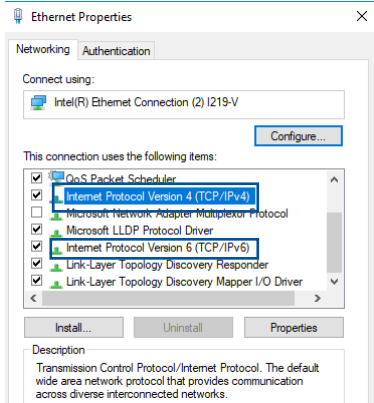 Ethernet Properties
Networking Authentication
Connect using:
Intel(R) Ethernet Connection (2) I219-V
Configure...
This connection uses the following items:
QoS Packet Scheduler
Internet Protocol Version 4 (TCP/IPv4)
Microsoft Network Adapter Multiplexor Protocol
Microsoft LLDP Protocol Driver
Internet Protocol Version 6 (TCP/IPv6)
Link-Layer Topology Discovery Responder
Link-Layer Topology Discovery Mapper I/O Driver
Install... Uninstall Properties
Description
Transmission Control Protocol/Internet Protocol. The default
wide area network protocol that provides communication
across diverse interconnected networks.